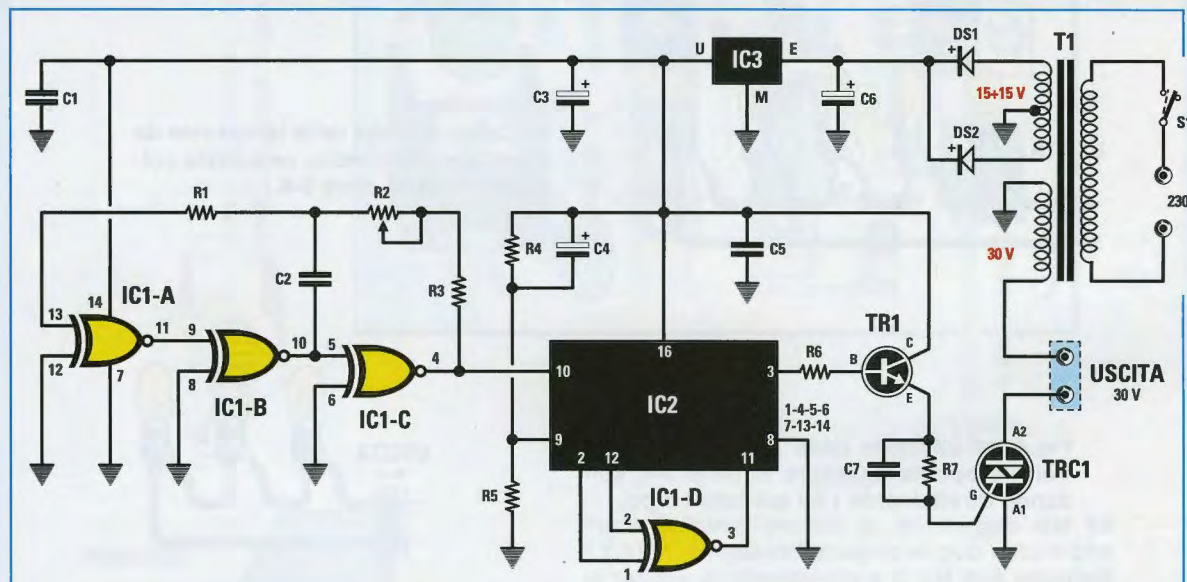 U
IC3
E
M
DS1
T1
15+15 V
C1
C3
+
C6
+
+
DS2
+
30 V
R1
R2
C2
R3
R4
C4
+
C5
TR1
C
IC1-A
13
14
11
12
7
9
10
8
IC1-B
5
4
6
IC1-C
10
16
3
R6
B
E
IC2
1-4-5-6
7-13-14
9
8
2
12
11
R5
IC1-D
2
3
1
C7
R7
G
A2
A1
TRC1
USCITA
30 V